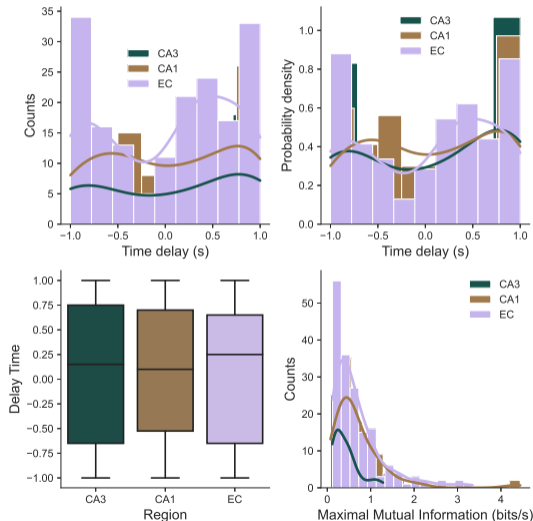 35
30
25
20
15
10
5
0
Counts
−1.0
−0.5
0.0
0.5
1.0
Time delay (s)
CA3
CA1
EC
1.0
0.8
0.6
0.4
0.2
0.0
Probability density
−1.0
−0.5
0.0
0.5
1.0
Time delay (s)
CA3
CA1
EC
1.00
0.75
0.50
0.25
0.00
−0.25
−0.50
−0.75
−1.00
Delay Time
CA3
CA1
EC
Region
50
40
30
20
10
0
Counts
0
1
2
3
4
Maximal Mutual Information (bits/s)
CA3
CA1
EC